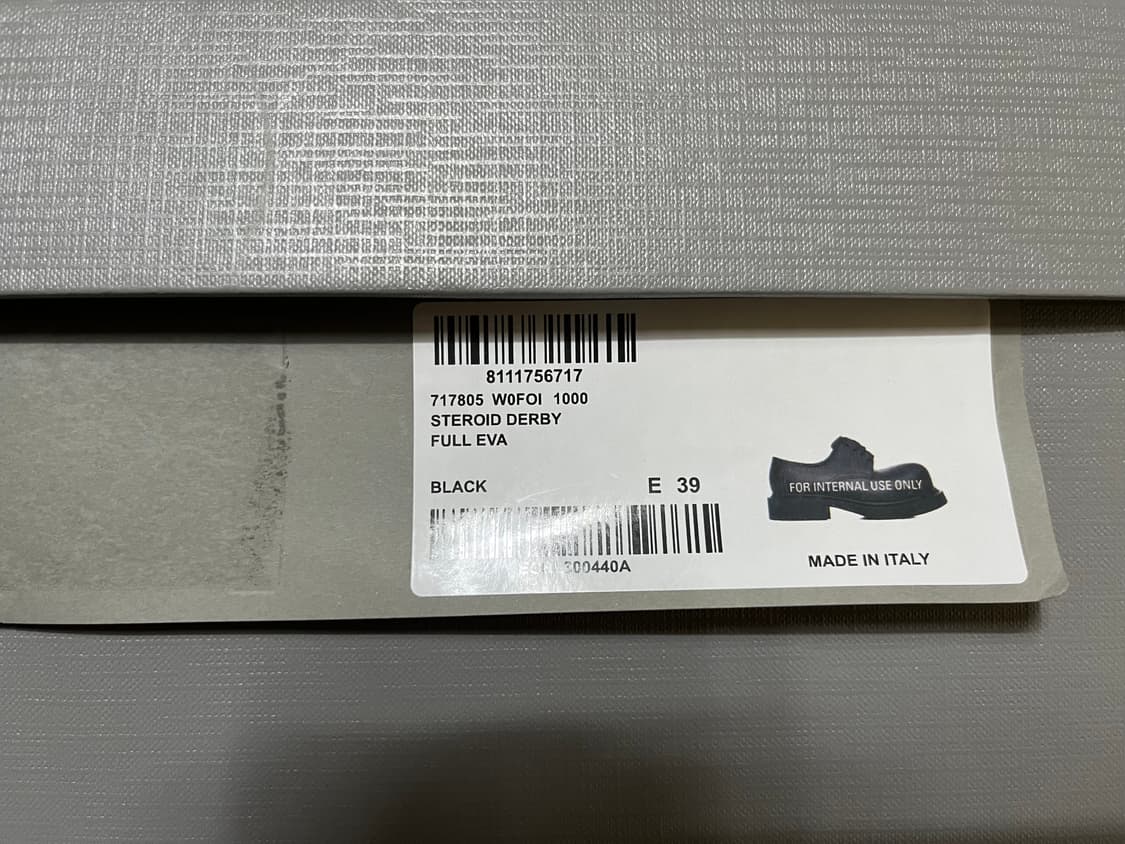 8111756717
717805 W0FOI 1000
STEROID DERBY
FULL EVA
BLACK
E 39
FOR INTERNAL USE ONLY
300440A
MADE IN ITALY